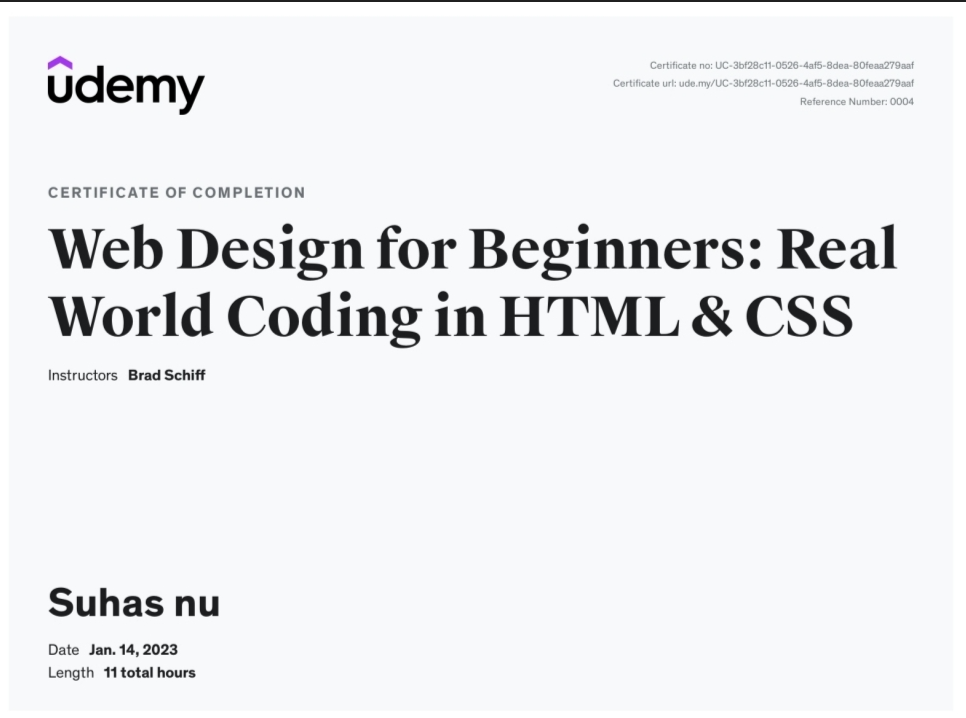 udemy
Certificate no: UC-3bf28c11-0526-4af5-8dea-80feaa279aaf
Certificate url: ude.my/UC-3bf28c11-0526-4af5-8dea-80feaa279aaf
Reference Number: 0004
CERTIFICATE OF COMPLETION
Web Design for Beginners: Real
World Coding in HTML & CSS
Instructors Brad Schiff
Suhas nu
Date Jan. 14, 2023
Length 11 total hours